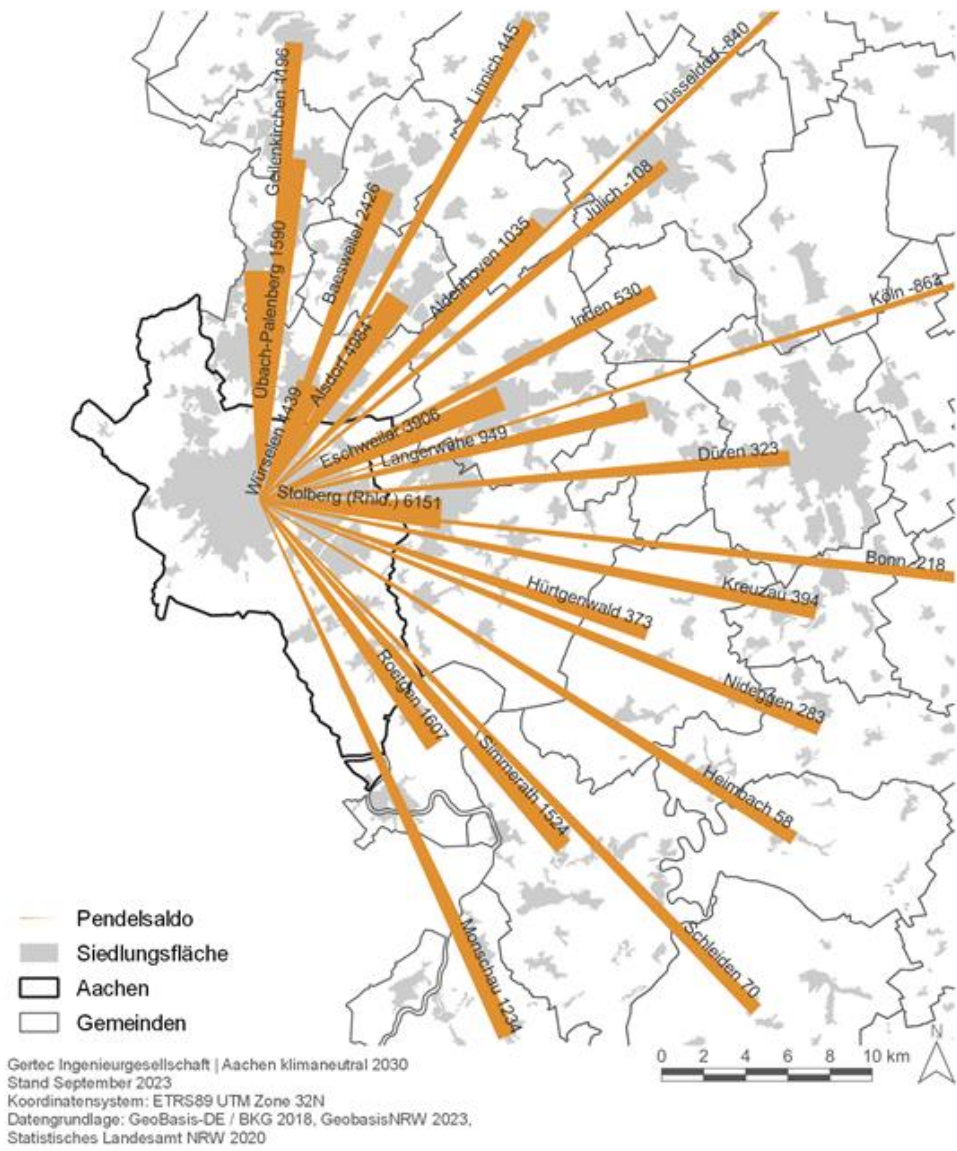 Geilenkirchen 1196
Linnich 445
Düsseldorf -840
Übach-Palenberg 1590
Baesweiler 2426
Jülich -108
Alsdorf 4984
Aldenhoven 1035
Inden 530
Köln -862
Würselen 4439
Eschweiler 3906
Langerwehe 949
Düren 323
Stolberg (Rhld.) 6151
Bonn -218
Kreuzau 394
Hürtgenwald 373
Nideggen 283
Roetgen 1607
Simmerath 1524
Heimbach 58
Schleiden 70
Monschau 1234
Pendelsaldo
Siedlungsfläche
Aachen
Gemeinden
N
0 2 4 6 8 10 km
Gertec Ingenieurgesellschaft | Aachen klimaneutral 2030
Stand September 2023
Koordinatensystem: ETRS89 UTM Zone 32N
Datengrundlage: GeoBasis-DE / BKG 2018, GeobasisNRW 2023,
Statistisches Landesamt NRW 2020